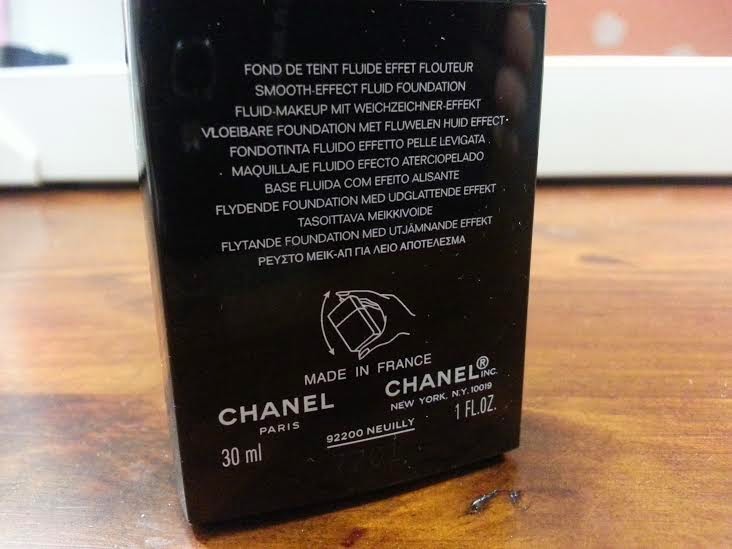 FOND DE TEINT FLUIDE EFFET FLOUTEUR
SMOOTH-EFFECT FLUID FOUNDATION
FLUID-MAKEUP MIT WEICHZEICHNER-EFFEKT
VLOEIBARE FOUNDATION MET FLUWELEN HUID EFFECT
FONDOTINTA FLUIDO EFFETTO PELLE LEVIGATA
MAQUILLAJE FLUIDO EFECTO ATERCIOPELADO
BASE FLUIDA COM EFEITO ALISANTE
FLYDENDE FOUNDATION MED UDGLATTENDE EFFEKT
TASOITTAVA MEIKKIVOIDE
FLYTANDE FOUNDATION MED UTJÄMNANDE EFFEKT
ΡΕΥΣΤΟ ΜΕΙΚ-ΑΠ ΓΙΑ ΛΕΙΟ ΑΠΟΤΕΛΕΣΜΑ
MADE IN FRANCE
CHANEL
PARIS
CHANEL® INC.
NEW YORK, N.Y. 10019
30 ml
92200 NEUILLY
1 FL.OZ.